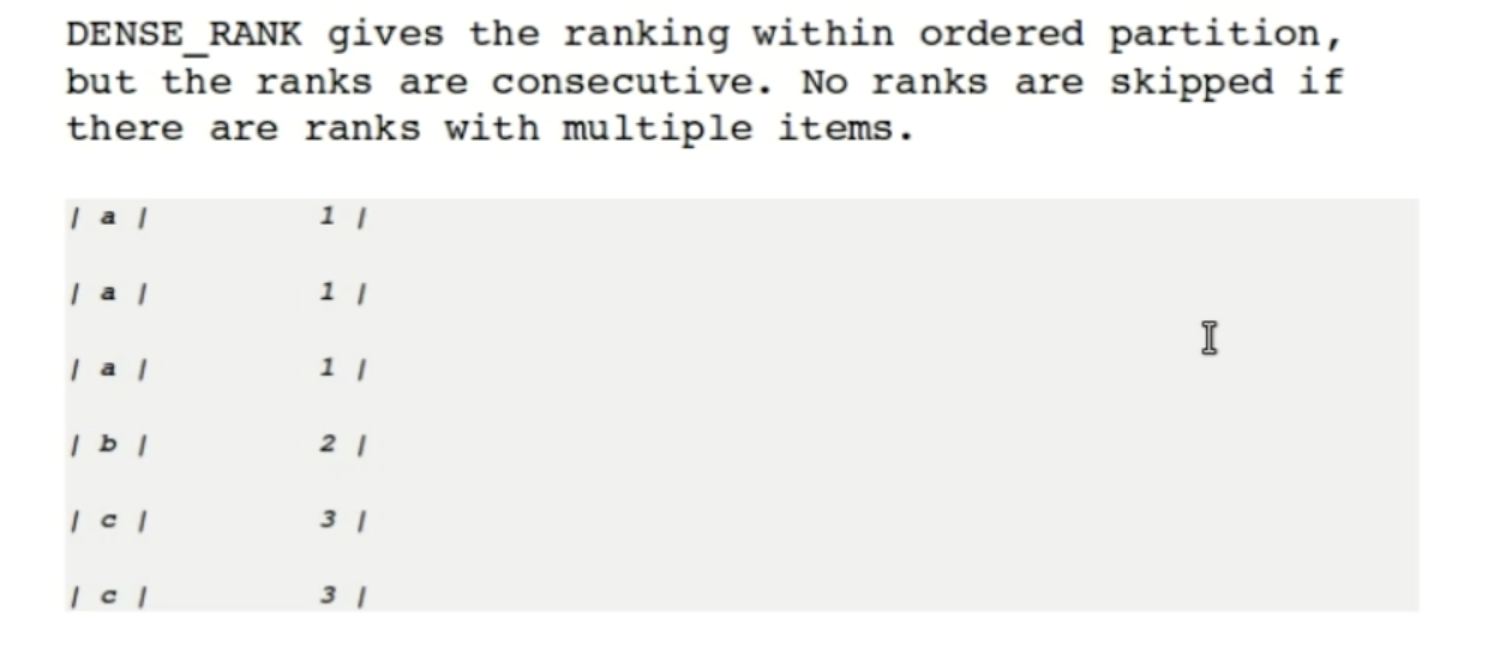 DENSE_RANK gives the ranking within ordered partition,
but the ranks are consecutive. No ranks are skipped if
there are ranks with multiple items.
| a | 1 |
| a | 1 |
| a | 1 |
| b | 2 |
| c | 3 |
| c | 3 |